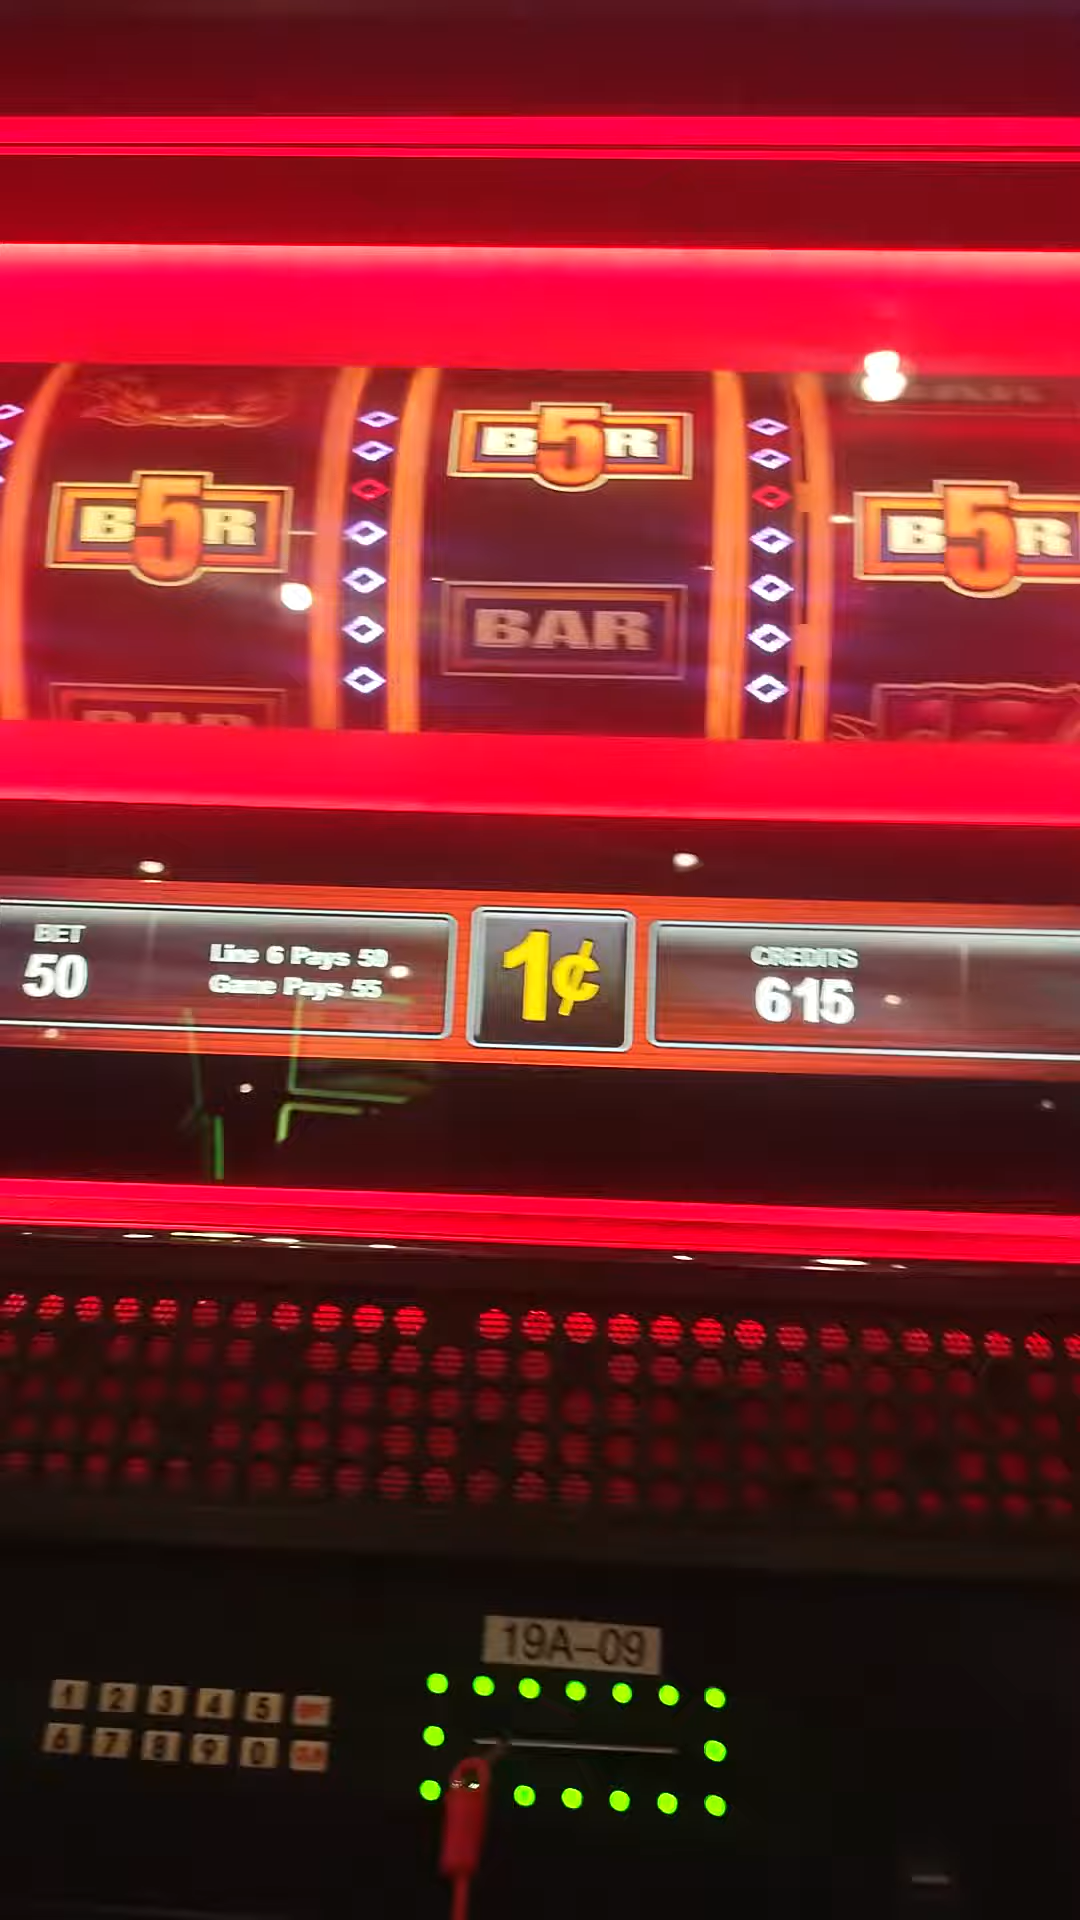 B5R
B5R
B5R
BAR
BAR
BET
50
Line 6 Pays 50
Game Pays 55
1¢
CREDITS
615
19A-09
1 2 3 4 5
6 7 8 9 0